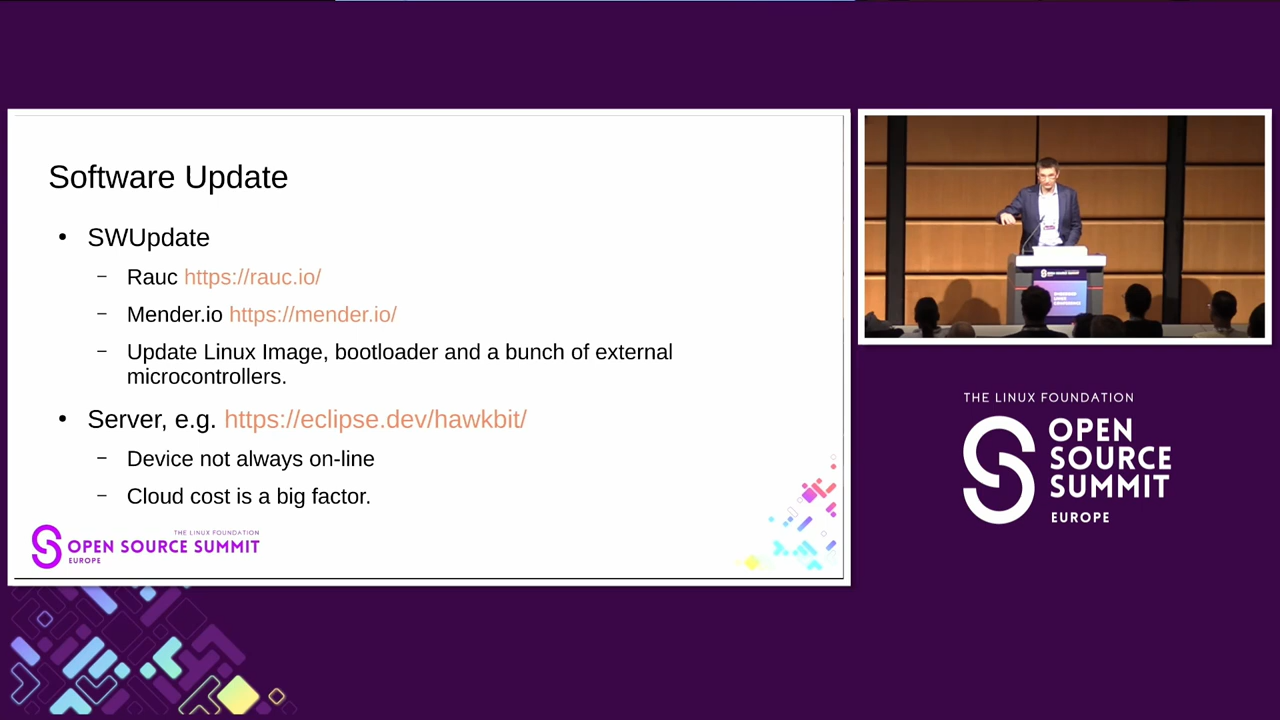 Software Update
• SWUpdate
– Rauc https://rauc.io/
– Mender.io https://mender.io/
– Update Linux Image, bootloader and a bunch of external
microcontrollers.
• Server, e.g. https://eclipse.dev/hawkbit/
– Device not always on-line
– Cloud cost is a big factor.
THE LINUX FOUNDATION
OPEN SOURCE SUMMIT
EUROPE
THE LINUX FOUNDATION
OPEN
SOURCE
SUMMIT
EUROPE